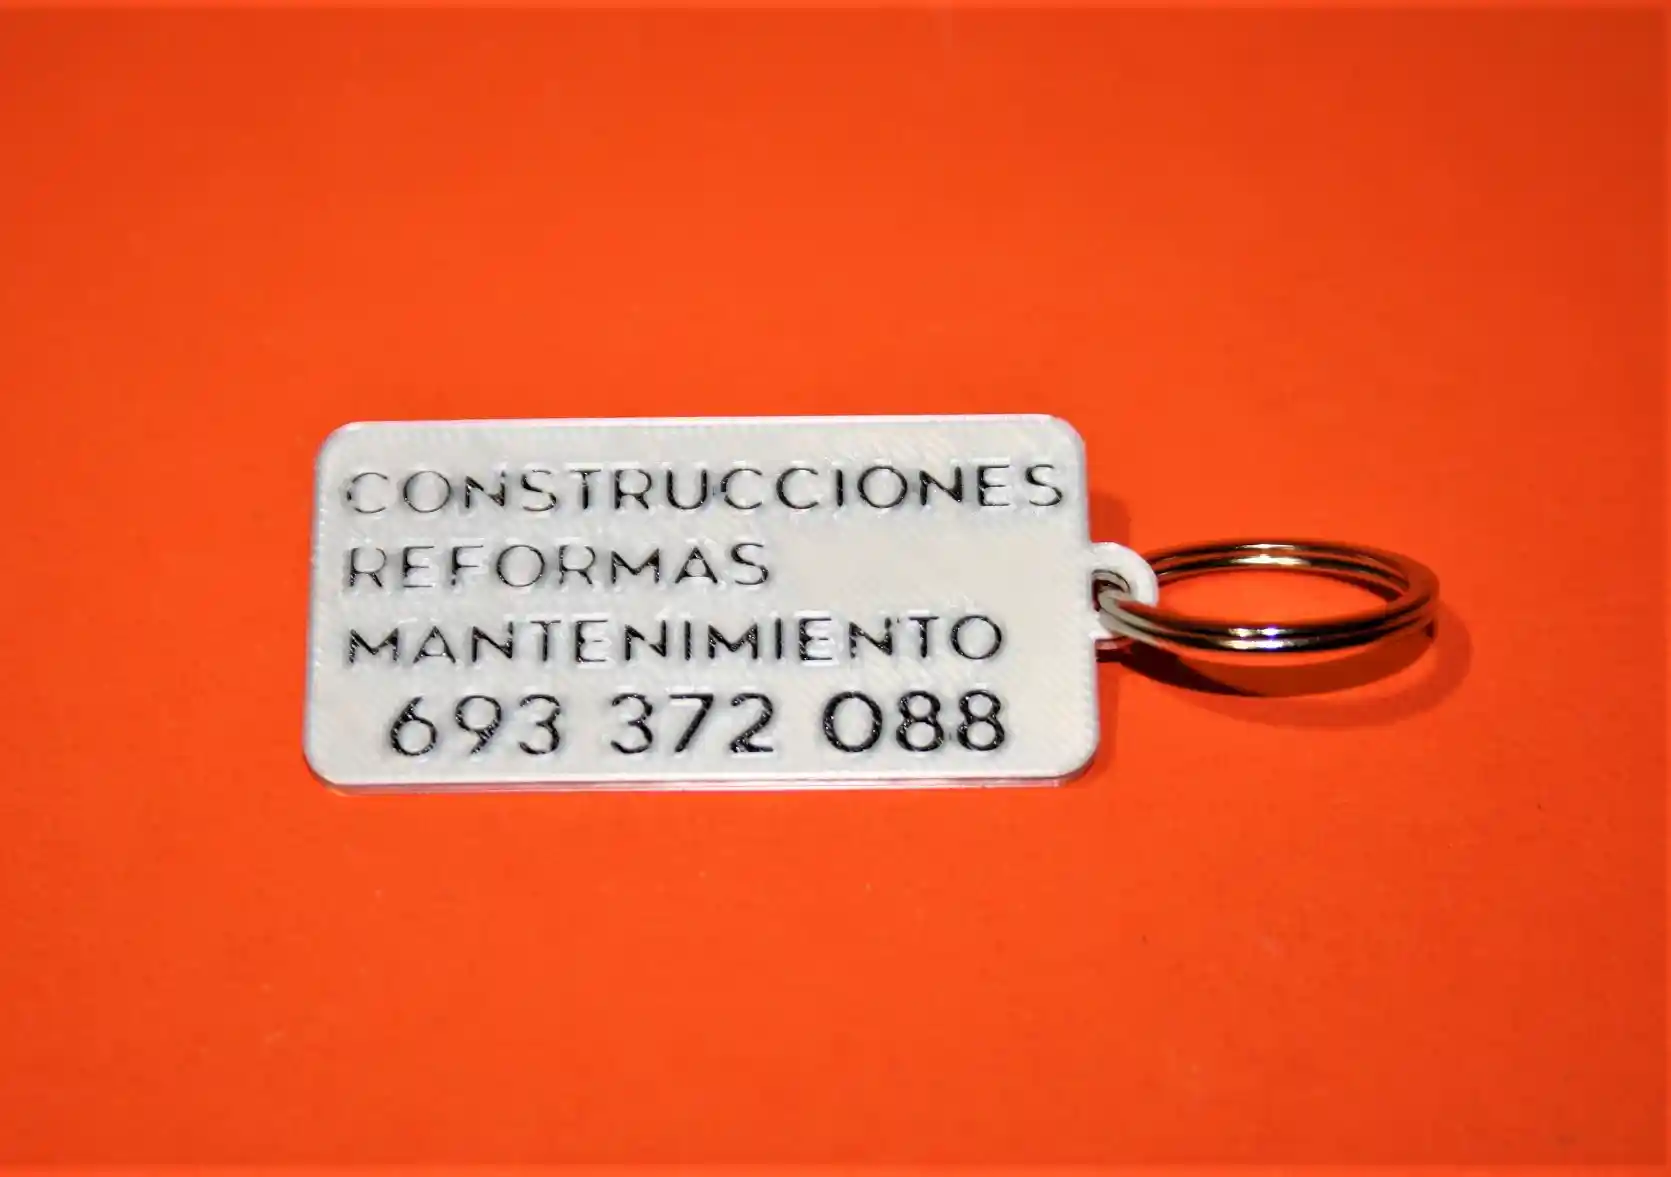 CONSTRUCCIONES
REFORMAS
MANTENIMIENTO
693 372 088